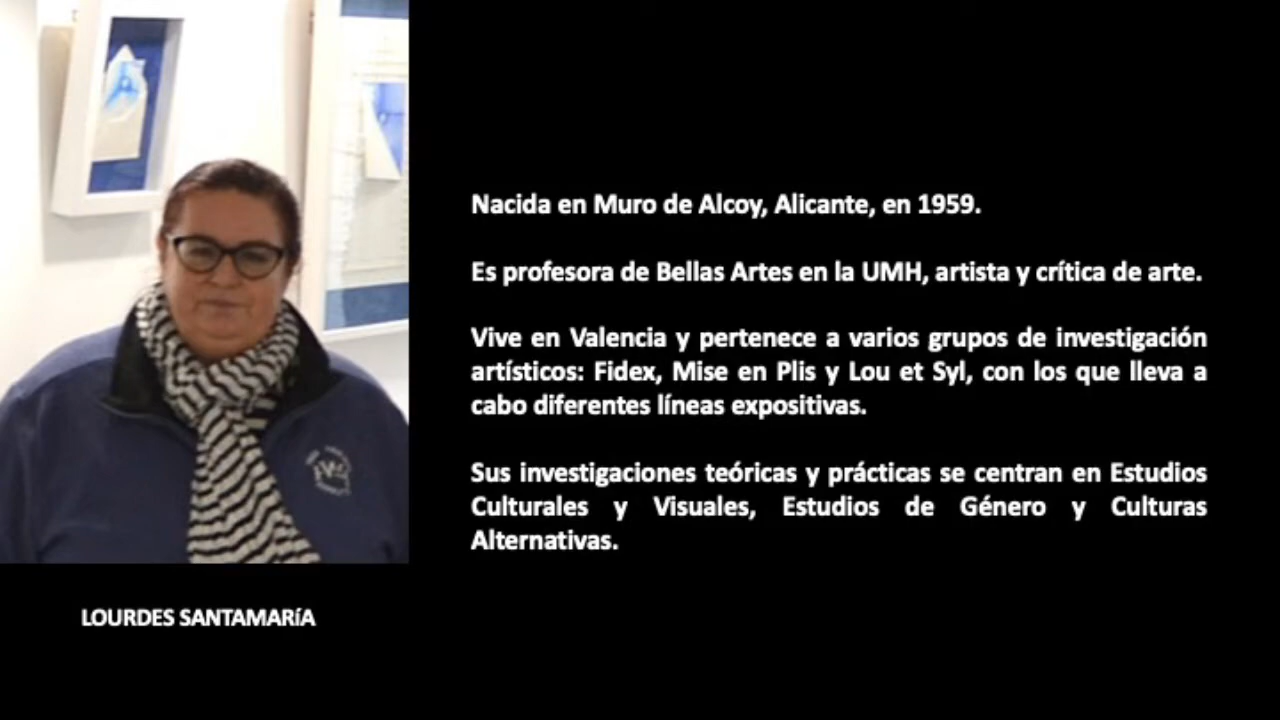 Nacida en Muro de Alcoy, Alicante, en 1959.
Es profesora de Bellas Artes en la UMH, artista y crítica de arte.
Vive en Valencia y pertenece a varios grupos de investigación
artísticos: Fidex, Mise en Plis y Lou et Syl, con los que lleva a
cabo diferentes líneas expositivas.
Sus investigaciones teóricas y prácticas se centran en Estudios
Culturales y Visuales, Estudios de Género y Culturas
Alternativas.
LOURDES SANTAMARíA